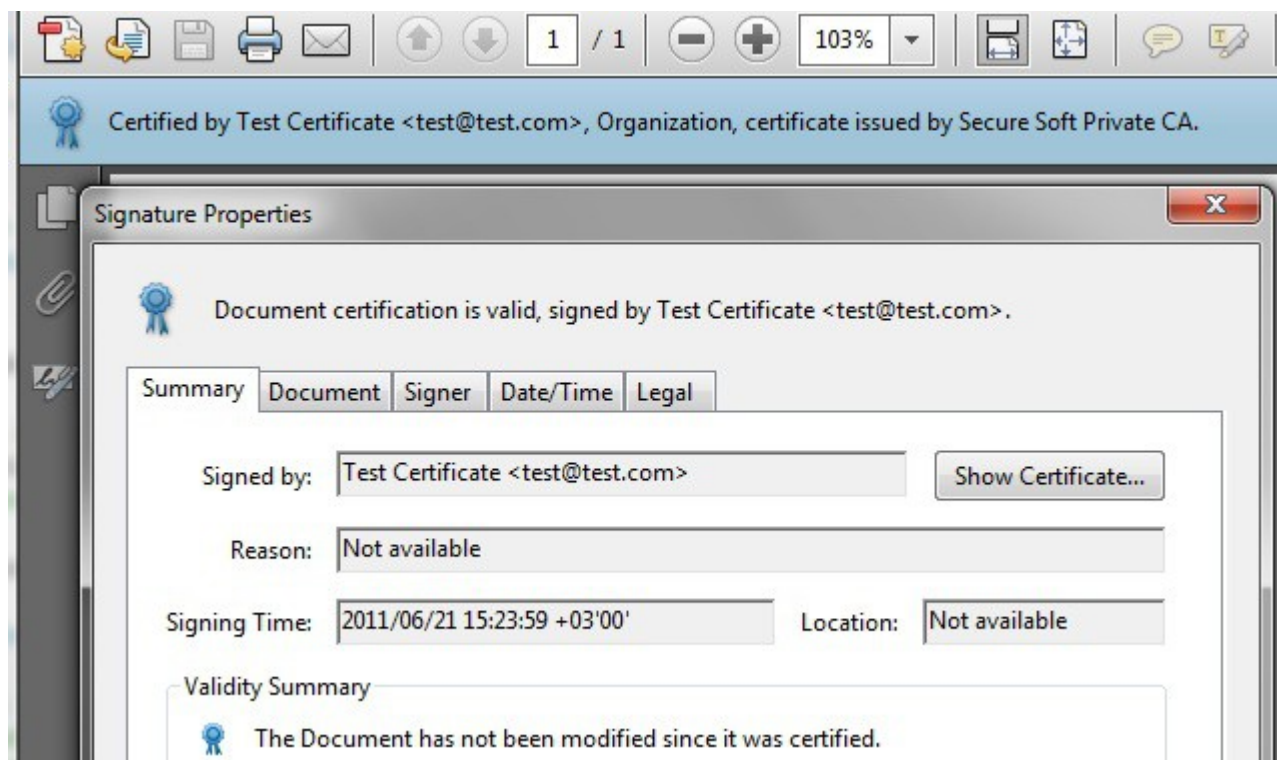 1 / 1 103%
Certified by Test Certificate <test@test.com>, Organization, certificate issued by Secure Soft Private CA.
Signature Properties
Document certification is valid, signed by Test Certificate <test@test.com>.
Summary Document Signer Date/Time Legal
Signed by: Test Certificate <test@test.com> Show Certificate...
Reason: Not available
Signing Time: 2011/06/21 15:23:59 +03'00' Location: Not available
Validity Summary
The Document has not been modified since it was certified.